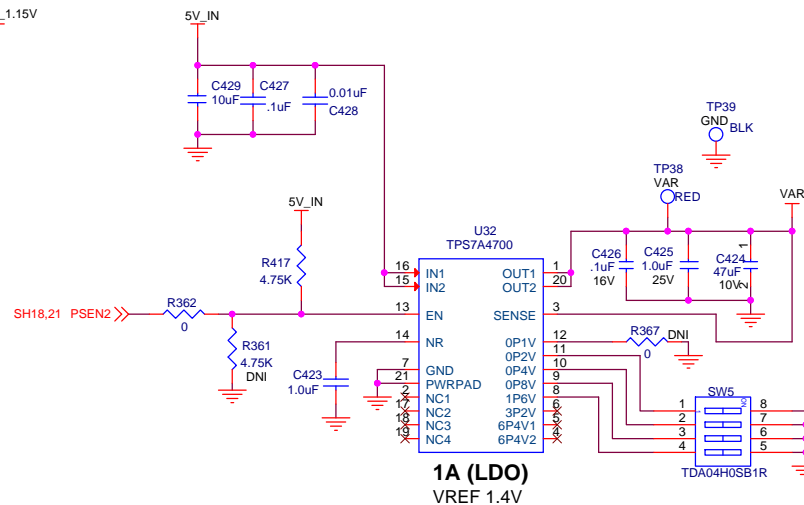 _1.15V
5V_IN
C429
10uF
C427
.1uF
0.01uF
C428
TP39
GND
BLK
TP38
VAR
RED
VAR
5V_IN
R417
4.75K
U32
TPS7A4700
C426
.1uF
16V
C425
1.0uF
25V
C424
47uF
10V
1
2
SH18,21 PSEN2
R362
0
R361
4.75K
DNI
C423
1.0uF
16 IN1
15 IN2
13 EN
14 NR
7 GND
21 PWRPAD
2 NC1
17 NC2
18 NC3
19 NC4
OUT1 1
OUT2 20
SENSE 3
0P1V 12
0P2V 11
0P4V 10
0P8V 9
1P6V 8
3P2V 6
6P4V1 5
6P4V2 4
R367
0
DNI
SW5
NO
1 8
2 7
3 6
4 5
TDA04H0SB1R
1A (LDO)
VREF 1.4V